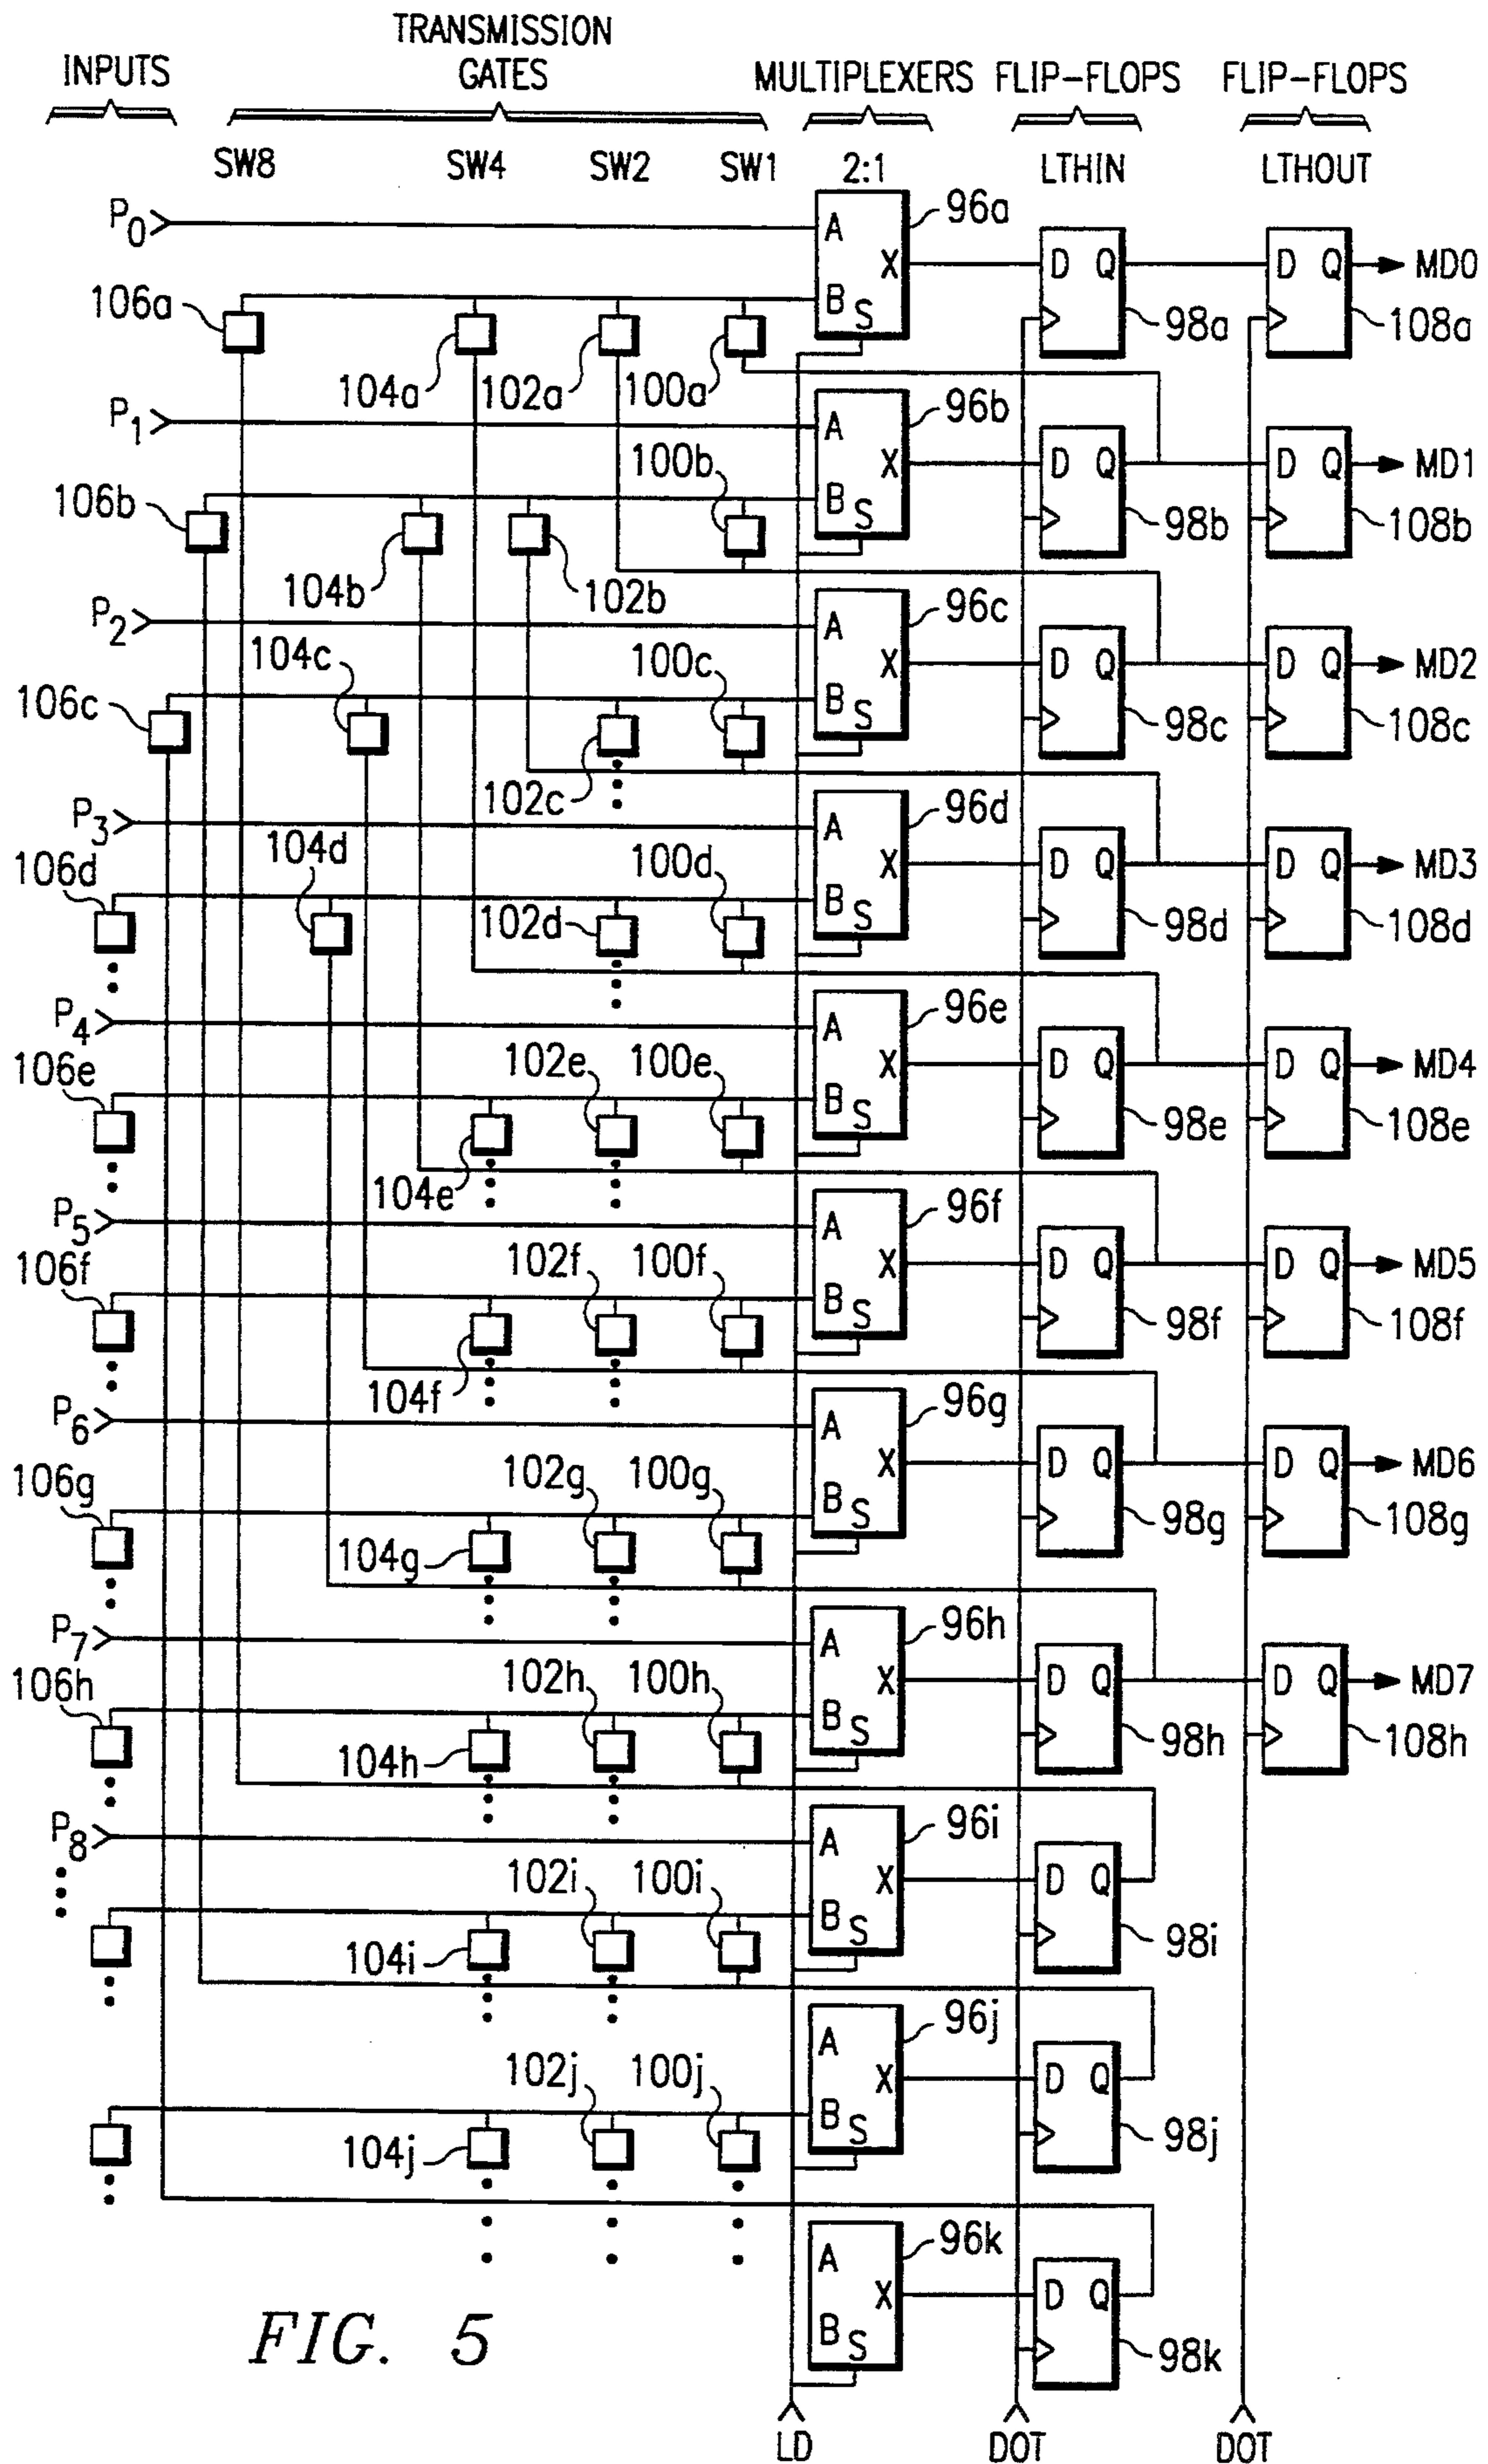 TRANSMISSION
INPUTS GATES MULTIPLEXERS FLIP-FLOPS FLIP-FLOPS
SW8 SW4 SW2 SW1 2:1 LTHIN LTHOUT
P0 A 96a
X D Q D Q MD0
106a B S 98a 108a
104a 102a 100a
P1 A 96b
100b X D Q D Q MD1
106b B S 98b 108b
104b 102b
P2 A 96c
104c 100c X D Q D Q MD2
106c B S 98c 108c
102c
P3 A 96d
104d 100d X D Q D Q MD3
106d B S 98d 108d
102d
P4 A 96e
102e 100e X D Q D Q MD4
106e B S 98e 108e
104e
P5 A 96f
102f 100f X D Q D Q MD5
106f B S 98f 108f
104f
P6 A 96g
102g 100g X D Q D Q MD6
106g B S 98g 108g
104g
P7 A 96h
102h 100h X D Q D Q MD7
106h B S 98h 108h
104h
P8 A 96i
102i 100i X D Q
B S 98i
104i
A 96j
102j 100j X D Q
B S 98j
104j
A 96k
X D Q
B S 98k
FIG. 5
LD DOT DOT